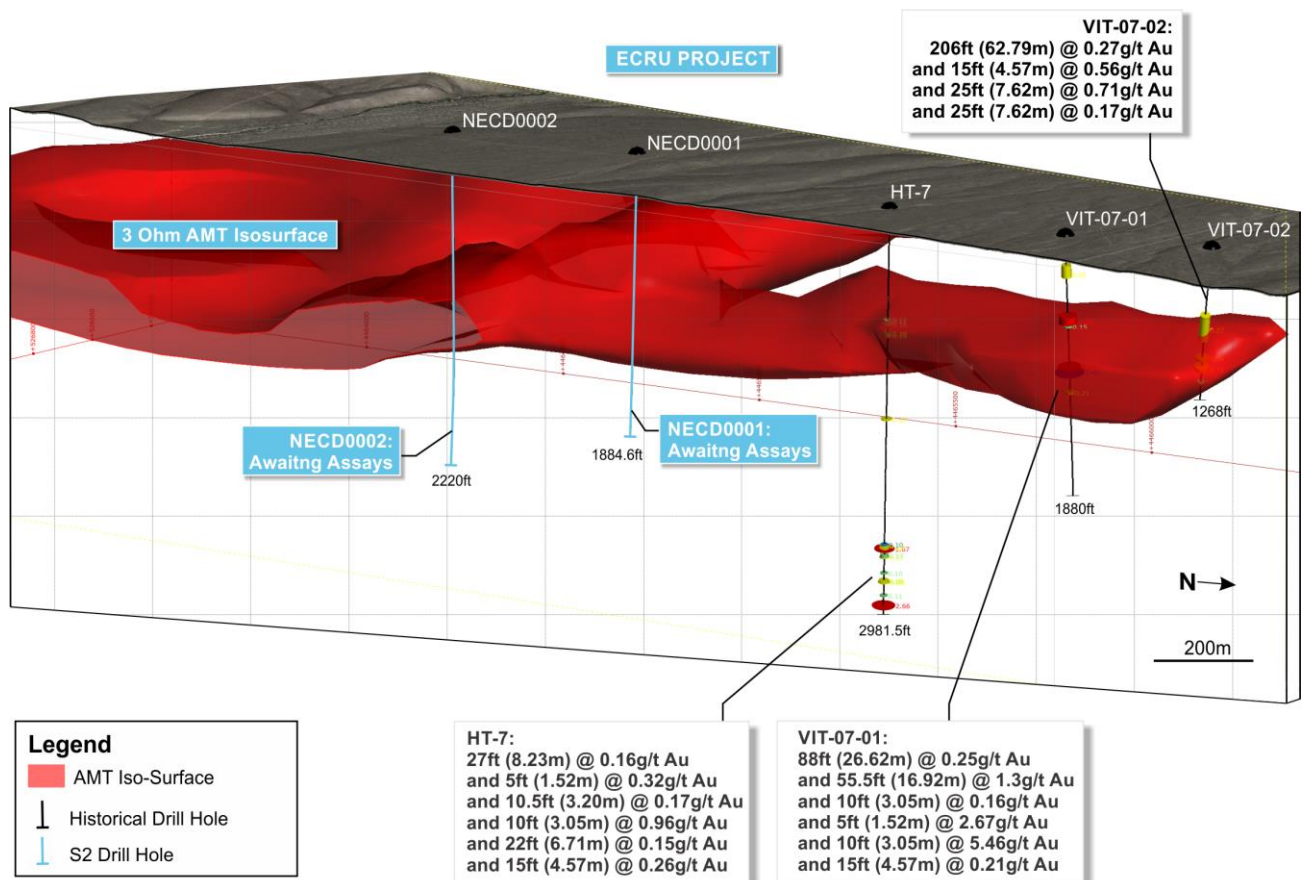 ECRU PROJECT
VIT-07-02:
206ft (62.79m) @ 0.27g/t Au
and 15ft (4.57m) @ 0.56g/t Au
and 25ft (7.62m) @ 0.71g/t Au
and 25ft (7.62m) @ 0.17g/t Au
NECD0002
NECD0001
HT-7
VIT-07-01
VIT-07-02
3 Ohm AMT Isosurface
NECD0002:
Awaitng Assays
NECD0001:
Awaitng Assays
2220ft
1884.6ft
2981.5ft
1880ft
1268ft
N
200m
Legend
AMT Iso-Surface
Historical Drill Hole
S2 Drill Hole
HT-7:
27ft (8.23m) @ 0.16g/t Au
and 5ft (1.52m) @ 0.32g/t Au
and 10.5ft (3.20m) @ 0.17g/t Au
and 10ft (3.05m) @ 0.96g/t Au
and 22ft (6.71m) @ 0.15g/t Au
and 15ft (4.57m) @ 0.26g/t Au
VIT-07-01:
88ft (26.62m) @ 0.25g/t Au
and 55.5ft (16.92m) @ 1.3g/t Au
and 10ft (3.05m) @ 0.16g/t Au
and 5ft (1.52m) @ 2.67g/t Au
and 10ft (3.05m) @ 5.46g/t Au
and 15ft (4.57m) @ 0.21g/t Au